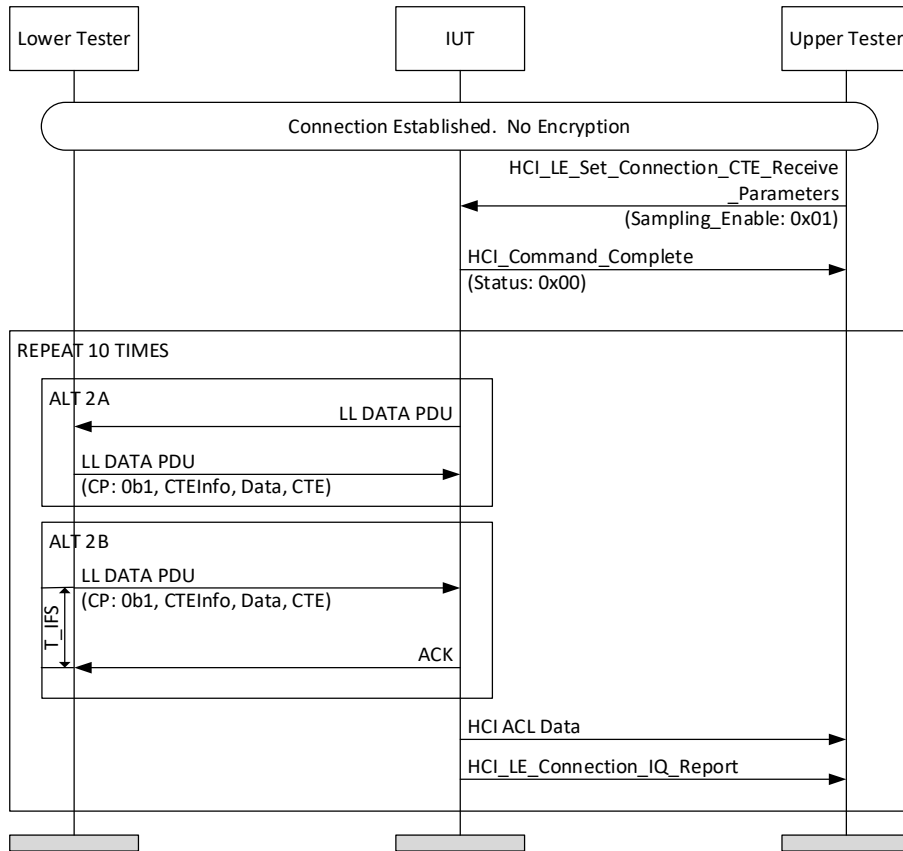 Lower Tester
IUT
Upper Tester
Connection Established.  No Encryption
HCI_LE_Set_Connection_CTE_Receive
_Parameters
(Sampling_Enable: 0x01)
HCI_Command_Complete
(Status: 0x00)
REPEAT 10 TIMES
ALT 2A
LL DATA PDU
LL DATA PDU
(CP: 0b1, CTEInfo, Data, CTE)
ALT 2B
LL DATA PDU
(CP: 0b1, CTEInfo, Data, CTE)
T_IFS
ACK
HCI ACL Data
HCI_LE_Connection_IQ_Report